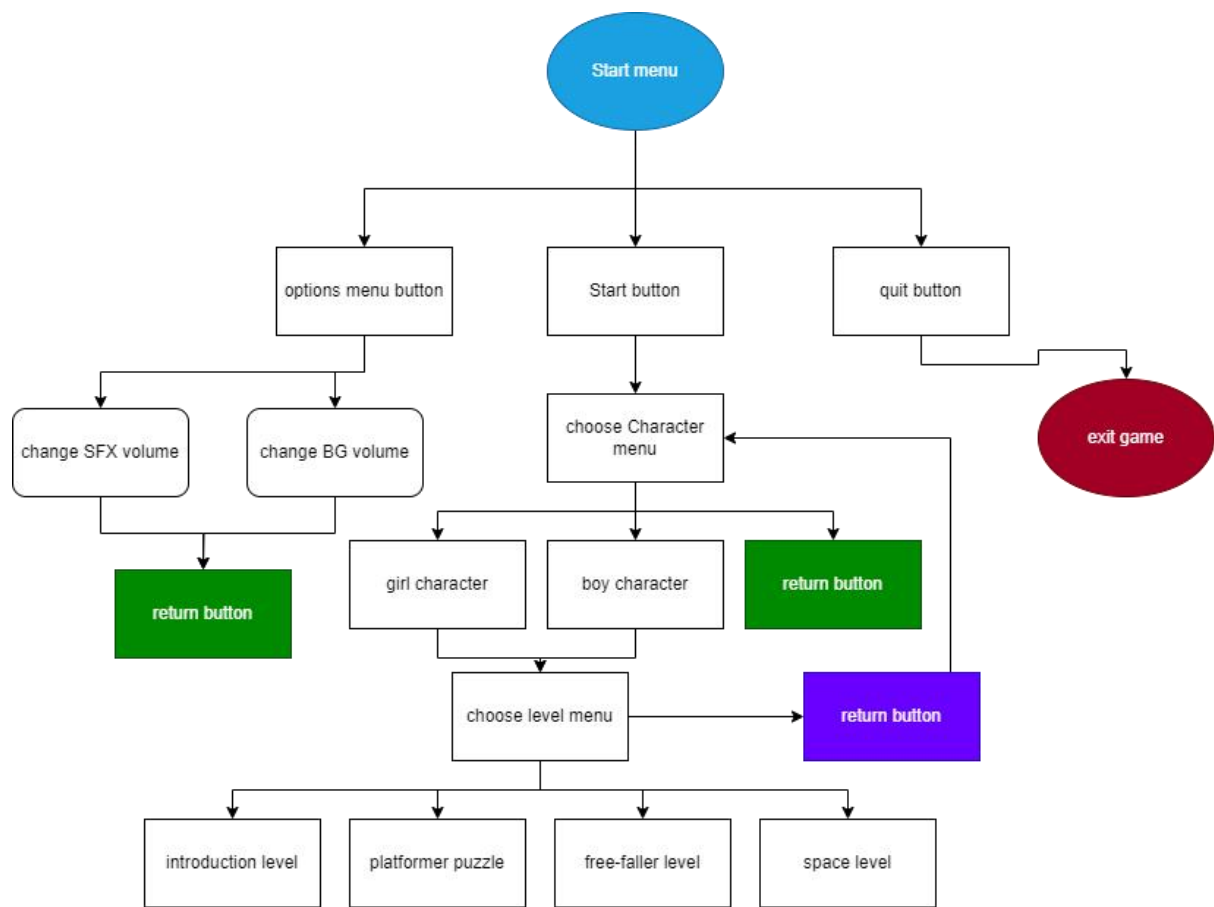 Start menu
options menu button
Start button
quit button
change SFX volume
change BG volume
choose Character
menu
exit game
girl character
boy character
return button
return button
choose level menu
return button
introduction level
platformer puzzle
free-faller level
space level